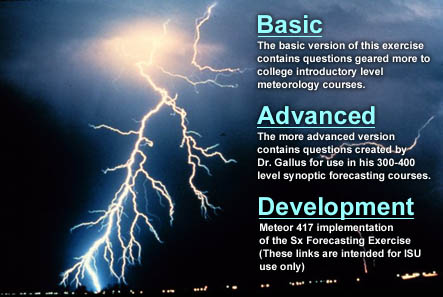 Basic
The basic version of this exercise
contains questions geared more to
college introductory level
meteorology courses.
Advanced
The more advanced version
contains questions created by
Dr. Gallus for use in his 300-400
level synoptic forecasting courses.
Development
Meteor 417 implementation
of the Sx Forecasting Exercise
(These links are intended for ISU
use only)